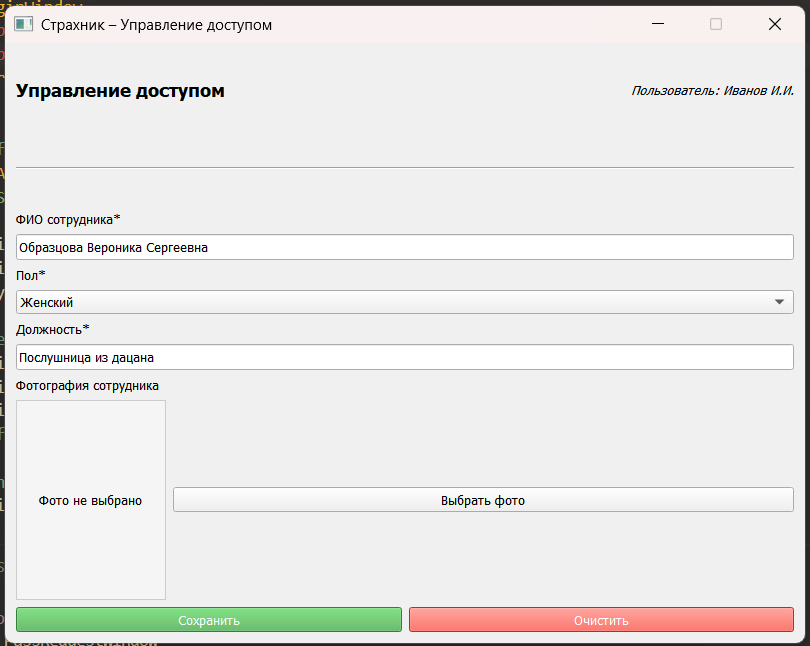 Страхник – Управление доступом
Управление доступом
Пользователь: Иванов И.И.
ФИО сотрудника*
Образцова Вероника Сергеевна
Пол*
Женский
Должность*
Послушница из дацана
Фотография сотрудника
Фото не выбрано
Выбрать фото
Сохранить
Очистить